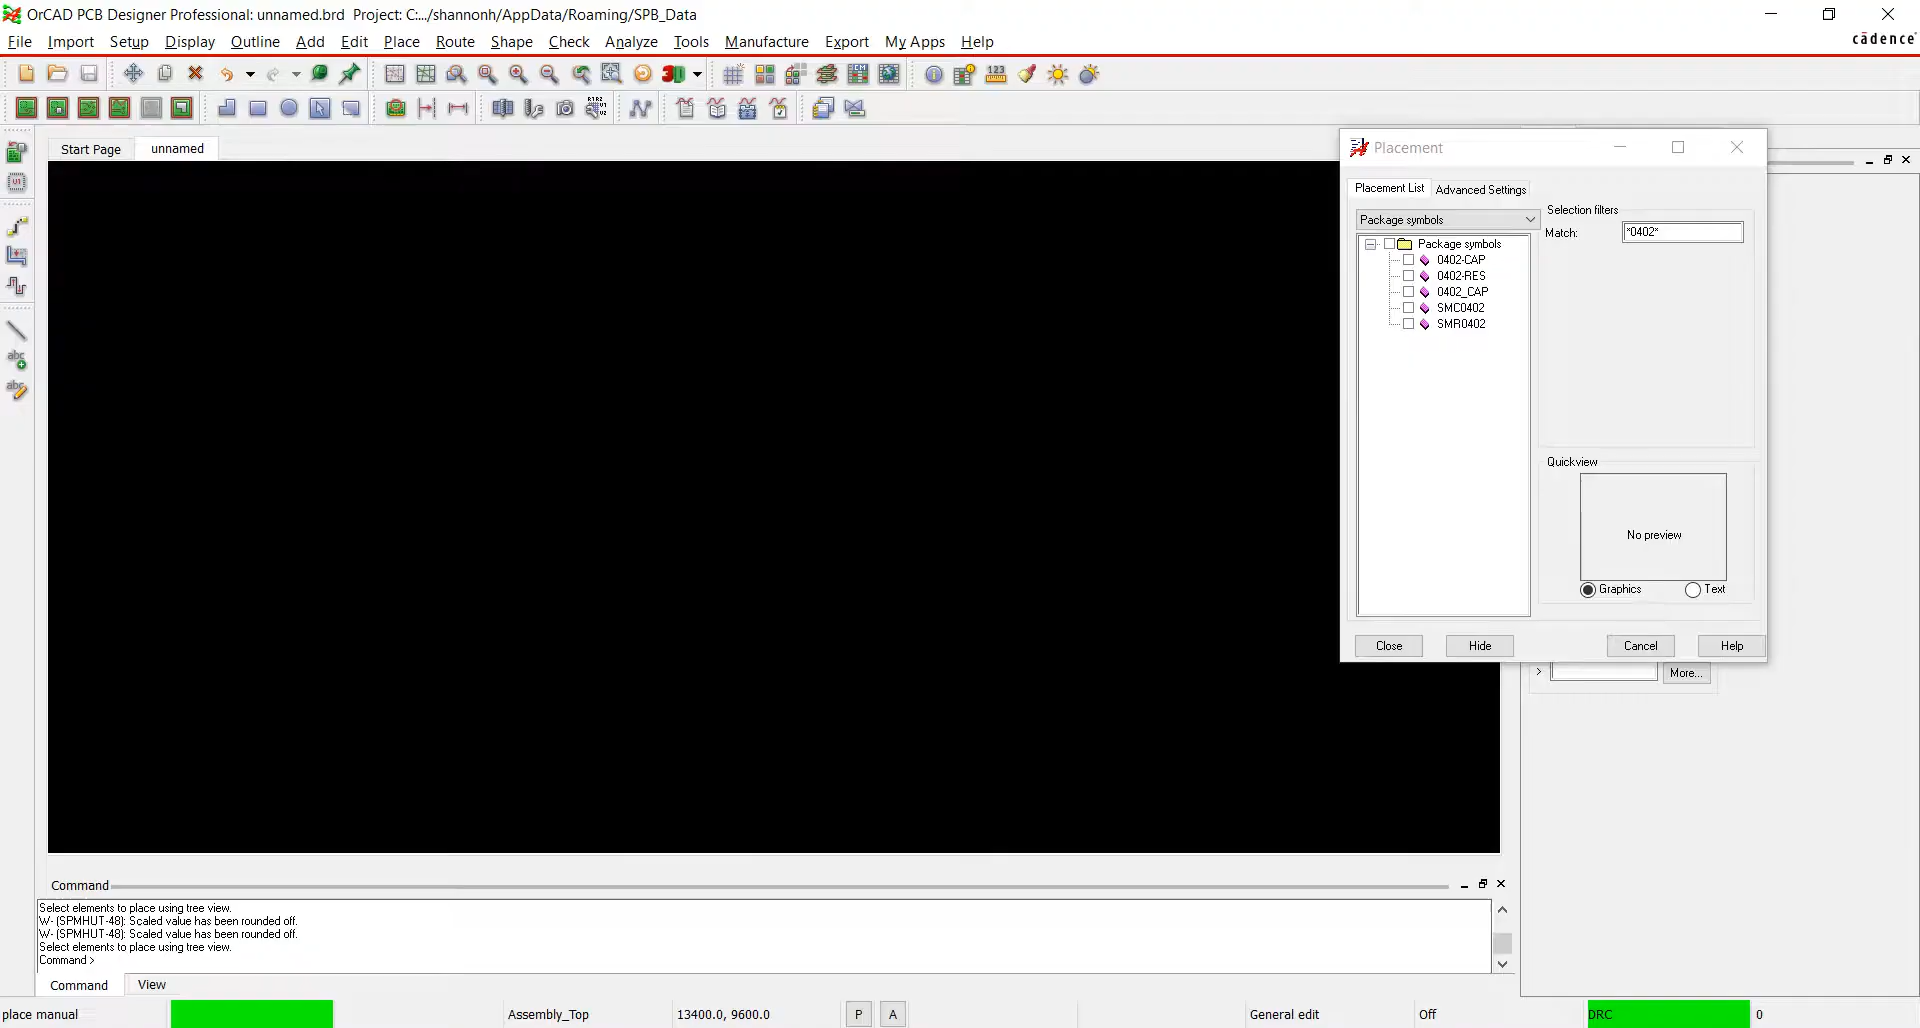 OrCAD PCB Designer Professional: unnamed.brd  Project: C:.../shannonh/AppData/Roaming/SPB_Data
File Import Setup Display Outline Add Edit Place Route Shape Check Analyze Tools Manufacture Export My Apps Help
cādence
Start Page
unnamed
Placement
Placement List
Advanced Settings
Package symbols
Package symbols
0402-CAP
0402-RES
0402_CAP
SMC0402
SMR0402
Selection filters
Match:
*0402*
Quickview
No preview
Graphics
Text
Close
Hide
Cancel
Help
>
More...
Command
Select elements to place using tree view.
W- (SPMHUT-48): Scaled value has been rounded off.
W- (SPMHUT-48): Scaled value has been rounded off.
Select elements to place using tree view.
Command >
Command
View
place manual
Assembly_Top
13400.0, 9600.0
P
A
General edit
Off
DRC
0